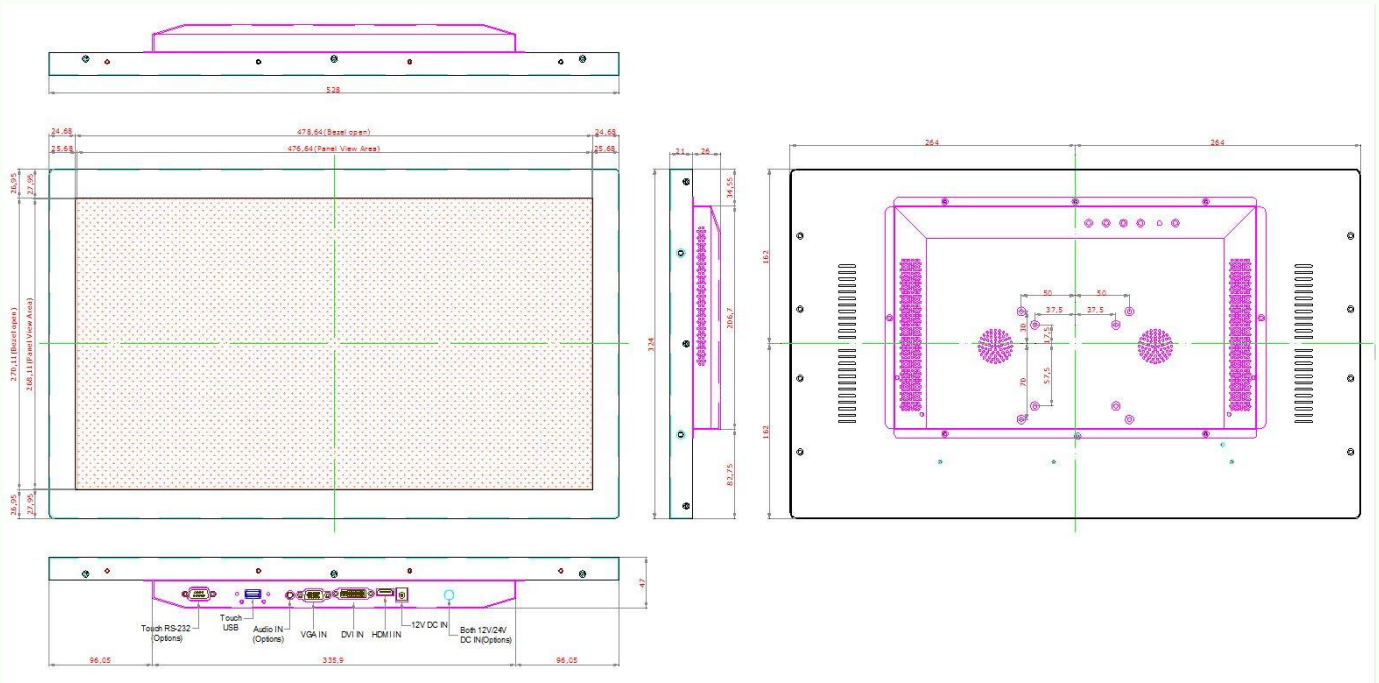 528
24,68
478,64(Bezel open)
24,68
25,68
476,64(Panel View Area)
25,68
26,95
27,95
270,11(Bezel open)
268,11(Panel View Area)
26,95
27,95
21
26
34,55
324
206,7
82,75
264
264
162
162
50
50
37,5
37,5
30
17,5
70
57,5
47
Touch RS-232
(Options)
Touch
USB
Audio IN
(Options)
VGA IN
DVI IN
HDMI IN
12V DC IN
Both 12V/24V
DC IN(Options)
96,05
335,9
96,05